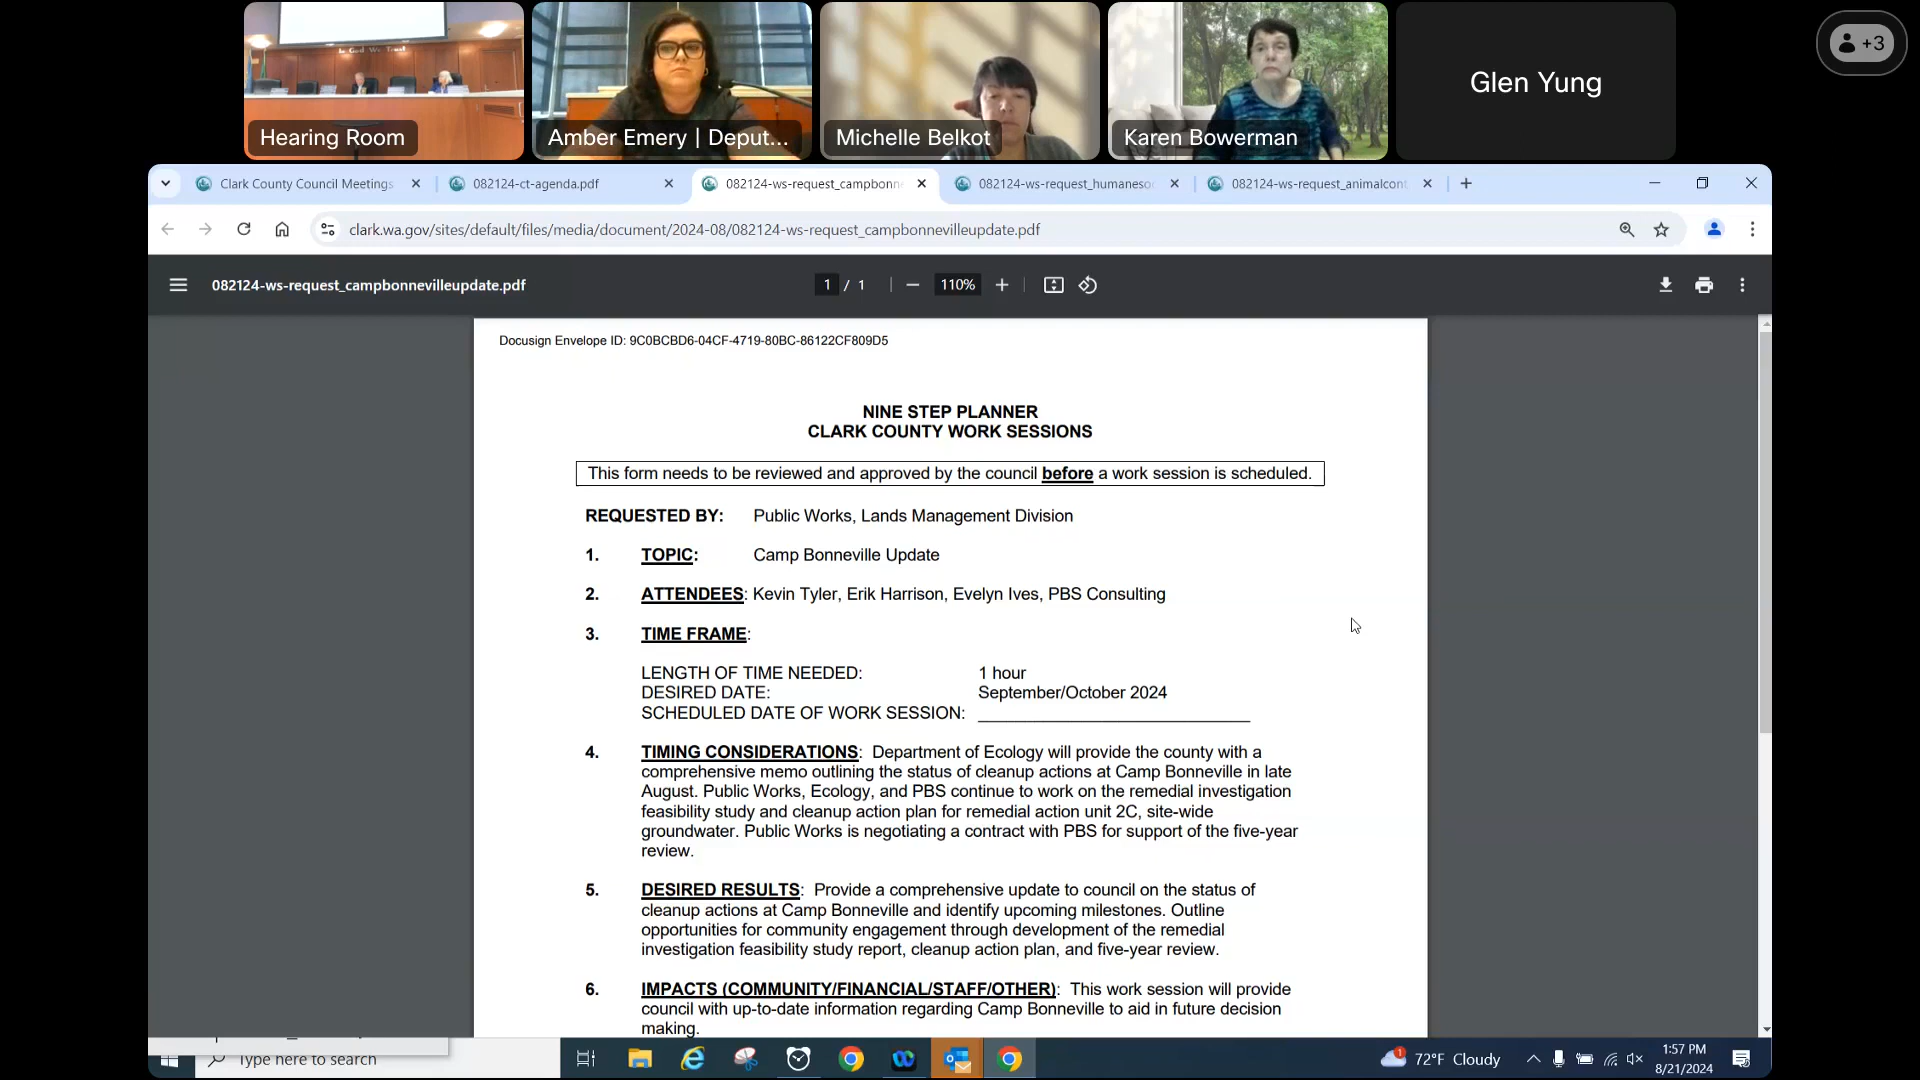 In God We Trust
Hearing Room
Amber Emery | Deput...
Michelle Belkot
Karen Bowerman
Glen Yung
+3
Clark County Council Meetings
082124-ct-agenda.pdf
082124-ws-request_campbonne
082124-ws-request_humanesoc
082124-ws-request_animalcont
clark.wa.gov/sites/default/files/media/document/2024-08/082124-ws-request_campbonnevilleupdate.pdf
082124-ws-request_campbonnevilleupdate.pdf
1 / 1
110%
Docusign Envelope ID: 9C0BCBD6-04CF-4719-80BC-86122CF809D5
NINE STEP PLANNER
CLARK COUNTY WORK SESSIONS
This form needs to be reviewed and approved by the council before a work session is scheduled.
REQUESTED BY: Public Works, Lands Management Division
1. TOPIC: Camp Bonneville Update
2. ATTENDEES: Kevin Tyler, Erik Harrison, Evelyn Ives, PBS Consulting
3. TIME FRAME:
LENGTH OF TIME NEEDED: 1 hour
DESIRED DATE: September/October 2024
SCHEDULED DATE OF WORK SESSION:
4. TIMING CONSIDERATIONS: Department of Ecology will provide the county with a
comprehensive memo outlining the status of cleanup actions at Camp Bonneville in late
August. Public Works, Ecology, and PBS continue to work on the remedial investigation
feasibility study and cleanup action plan for remedial action unit 2C, site-wide
groundwater. Public Works is negotiating a contract with PBS for support of the five-year
review.
5. DESIRED RESULTS: Provide a comprehensive update to council on the status of
cleanup actions at Camp Bonneville and identify upcoming milestones. Outline
opportunities for community engagement through development of the remedial
investigation feasibility study report, cleanup action plan, and five-year review.
6. IMPACTS (COMMUNITY/FINANCIAL/STAFF/OTHER): This work session will provide
council with up-to-date information regarding Camp Bonneville to aid in future decision
making.
Type here to search
1
72°F Cloudy
1:57 PM
8/21/2024